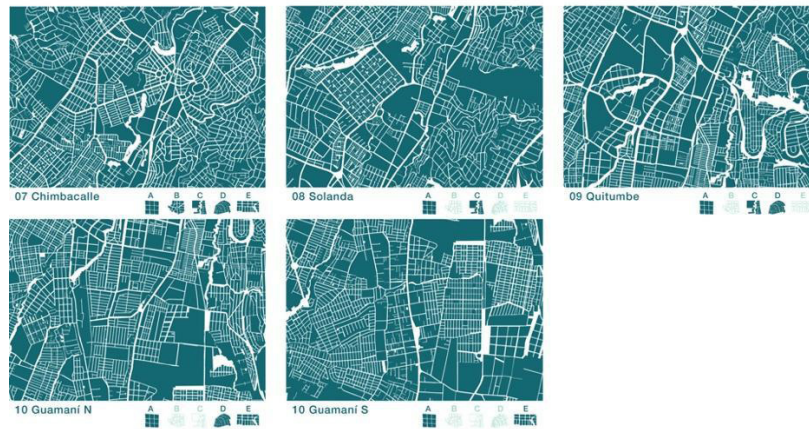 07 Chimbacalle A B C D E
08 Solanda A B C D E
09 Quitumbe A B C D E
10 Guamaní N A B C D E
10 Guamaní S A B C D E